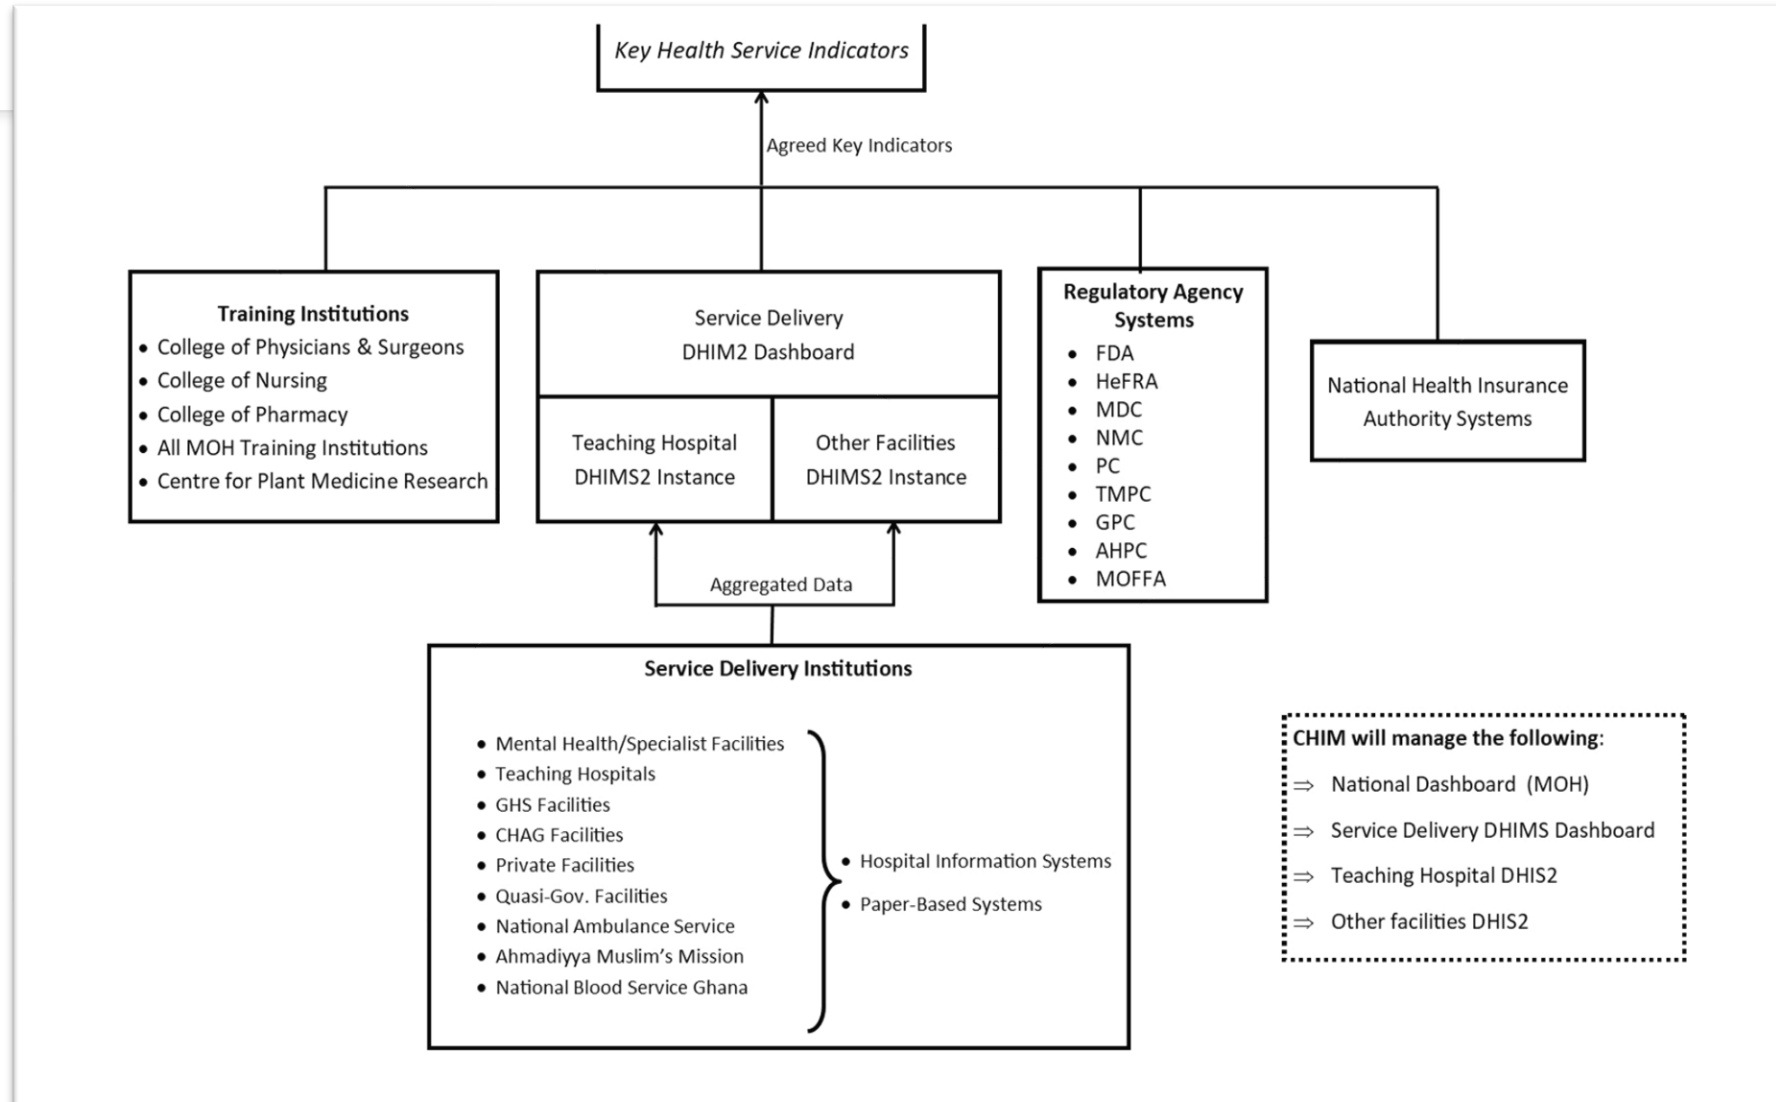 Key Health Service Indicators
Agreed Key Indicators
Training Institutions
• College of Physicians & Surgeons
• College of Nursing
• College of Pharmacy
• All MOH Training Institutions
• Centre for Plant Medicine Research
Service Delivery
DHIM2 Dashboard
Teaching Hospital
DHIMS2 Instance
Other Facilities
DHIMS2 Instance
Regulatory Agency
Systems
• FDA
• HeFRA
• MDC
• NMC
• PC
• TMPC
• GPC
• AHPC
• MOFFA
National Health Insurance
Authority Systems
Aggregated Data
Service Delivery Institutions
• Mental Health/Specialist Facilities
• Teaching Hospitals
• GHS Facilities
• CHAG Facilities
• Private Facilities
• Quasi-Gov. Facilities
• National Ambulance Service
• Ahmadiyya Muslim’s Mission
• National Blood Service Ghana
• Hospital Information Systems
• Paper-Based Systems
CHIM will manage the following:
⇒ National Dashboard (MOH)
⇒ Service Delivery DHIMS Dashboard
⇒ Teaching Hospital DHIS2
⇒ Other facilities DHIS2